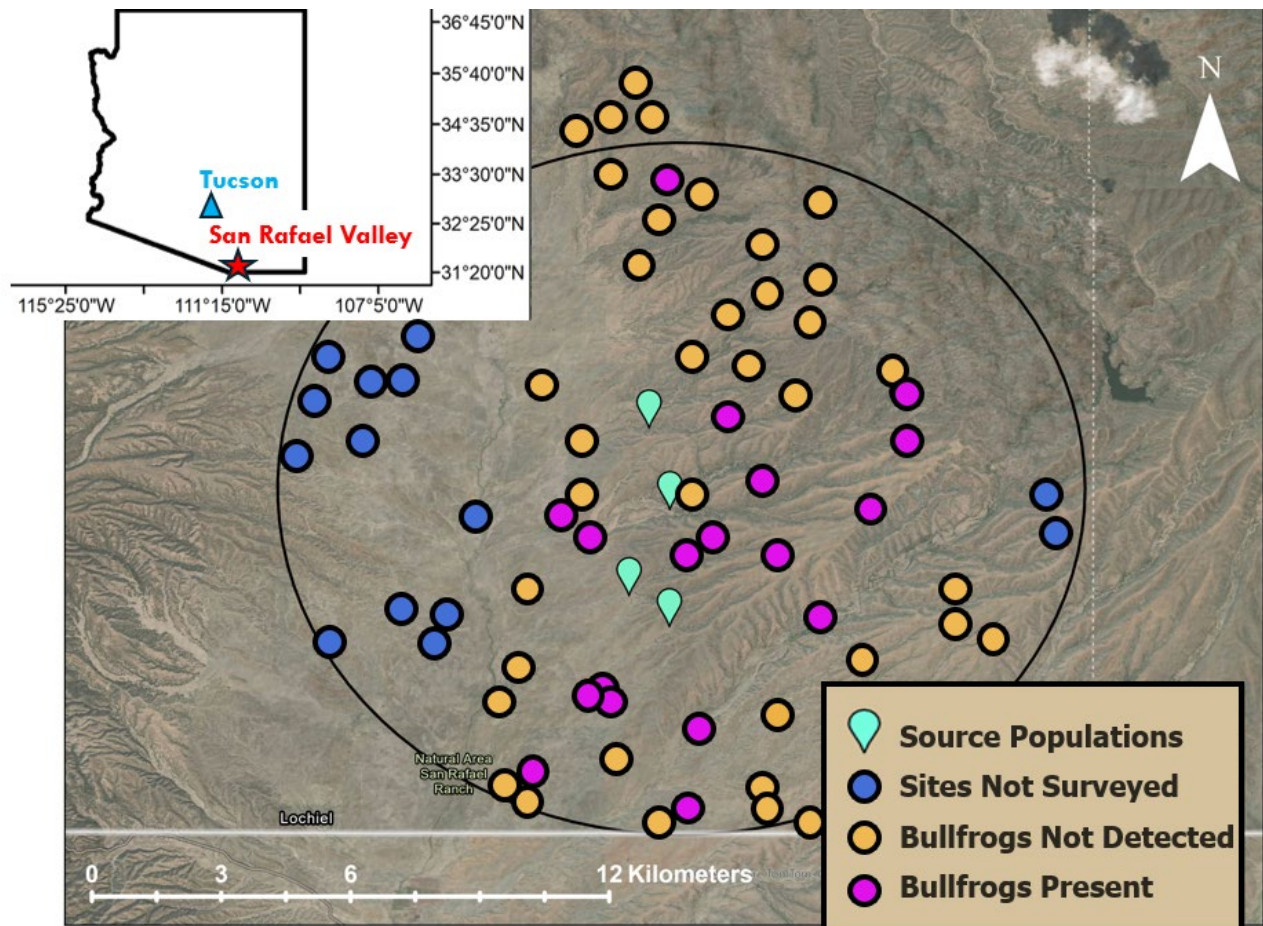 36°45'0"N
35°40'0"N
34°35'0"N
33°30'0"N
32°25'0"N
31°20'0"N
Tucson
San Rafael Valley
115°25'0"W
111°15'0"W
107°5'0"W
N
Natural Area
San Rafael
Ranch
Lochiel
0
3
6
12 Kilometers
Source Populations
Sites Not Surveyed
Bullfrogs Not Detected
Bullfrogs Present